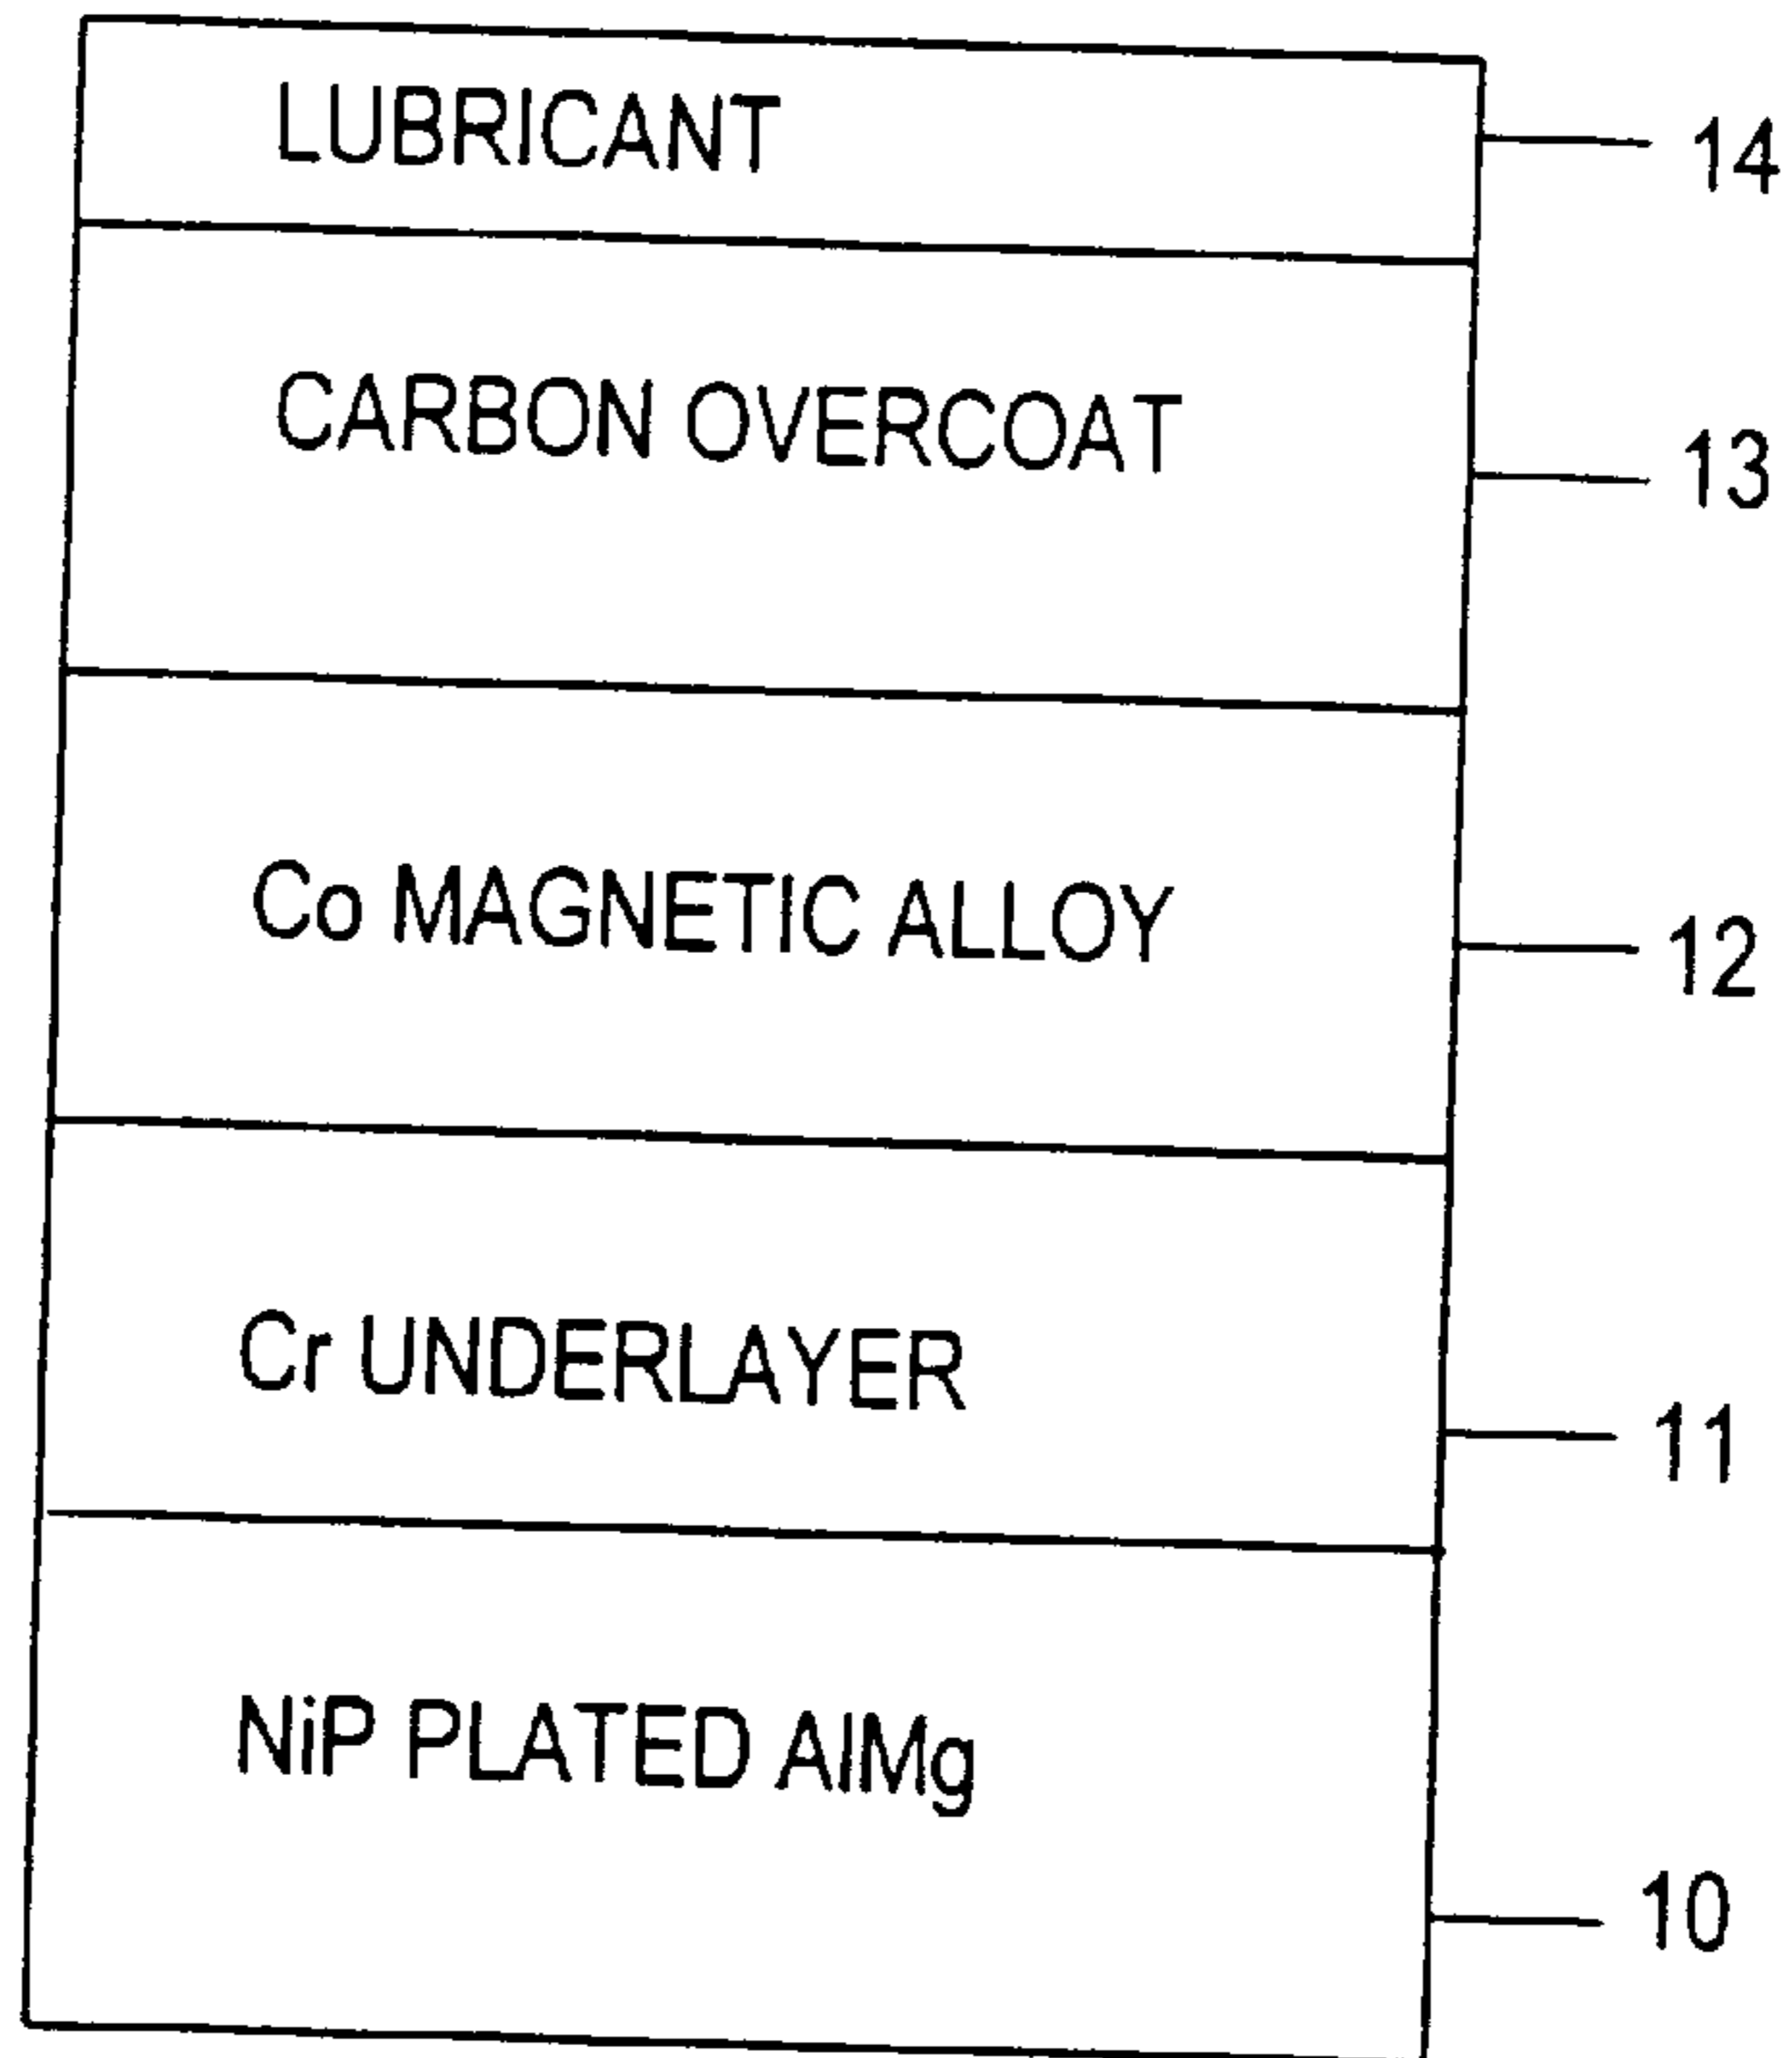 LUBRICANT 14
CARBON OVERCOAT 13
Co MAGNETIC ALLOY 12
Cr UNDERLAYER 11
NiP PLATED AlMg
10